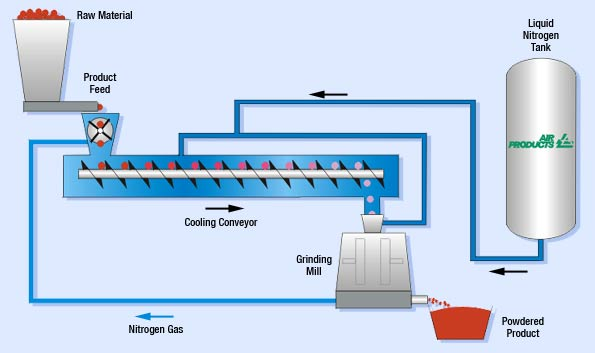 Raw Material
Liquid
Nitrogen
Tank
Product
Feed
AIR
PRODUCTS
Cooling Conveyor
Grinding
Mill
Nitrogen Gas
Powdered
Product